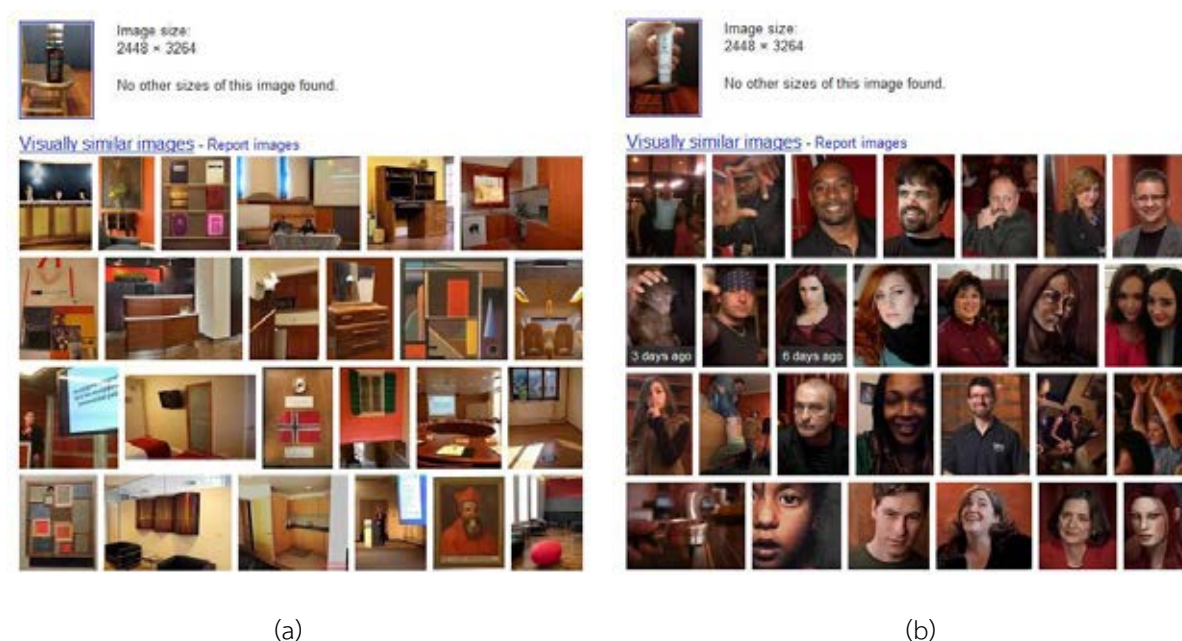 Image size:
2448 × 3264
No other sizes of this image found.
Visually similar images - Report images
(a)
Image size:
2448 × 3264
No other sizes of this image found.
Visually similar images - Report images
3 days ago
6 days ago
(b)